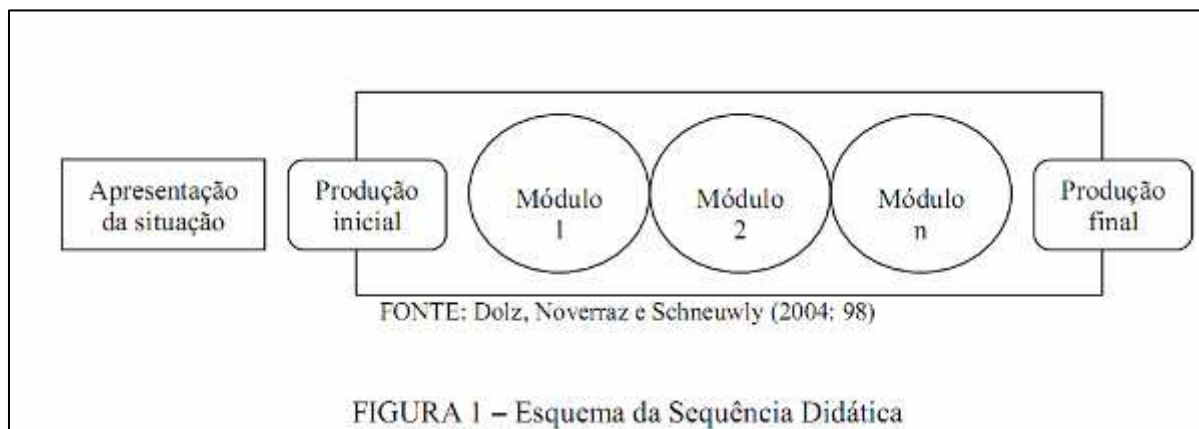 Apresentação
da situação
Produção
inicial
Módulo
1
Módulo
2
Módulo
n
Produção
final
FONTE: Dolz, Noverraz e Schneuwly (2004: 98)
FIGURA 1 – Esquema da Sequência Didática